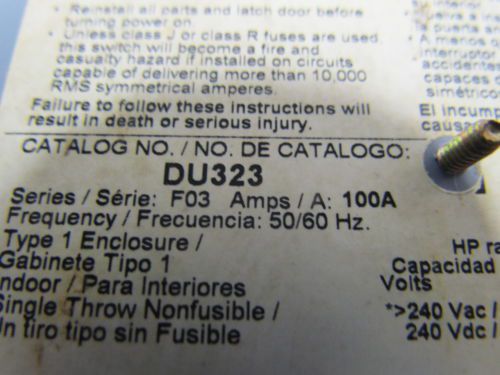 • Reinstall all parts and latch door before
turning power on.
• Unless class J or class R fuses are used,
this switch will become a fire and
casualty hazard if installed on circuits
capable of delivering more than 10,000
RMS symmetrical amperes.
Failure to follow these instructions will
result in death or serious injury.
• A menos
interruptor
accidentes
capaces
simétricos
El incump
causar
CATALOG NO. / NO. DE CATALOGO:
DU323
Series / Série: F03 Amps / A: 100A
Frequency / Frecuencia: 50/60 Hz.
Type 1 Enclosure /
Gabinete Tipo 1
Indoor / Para Interiores
Single Throw Nonfusible /
Un tiro tipo sin Fusible
HP ra
Capacidad
Volts
*>240 Vac /
240 Vdc /